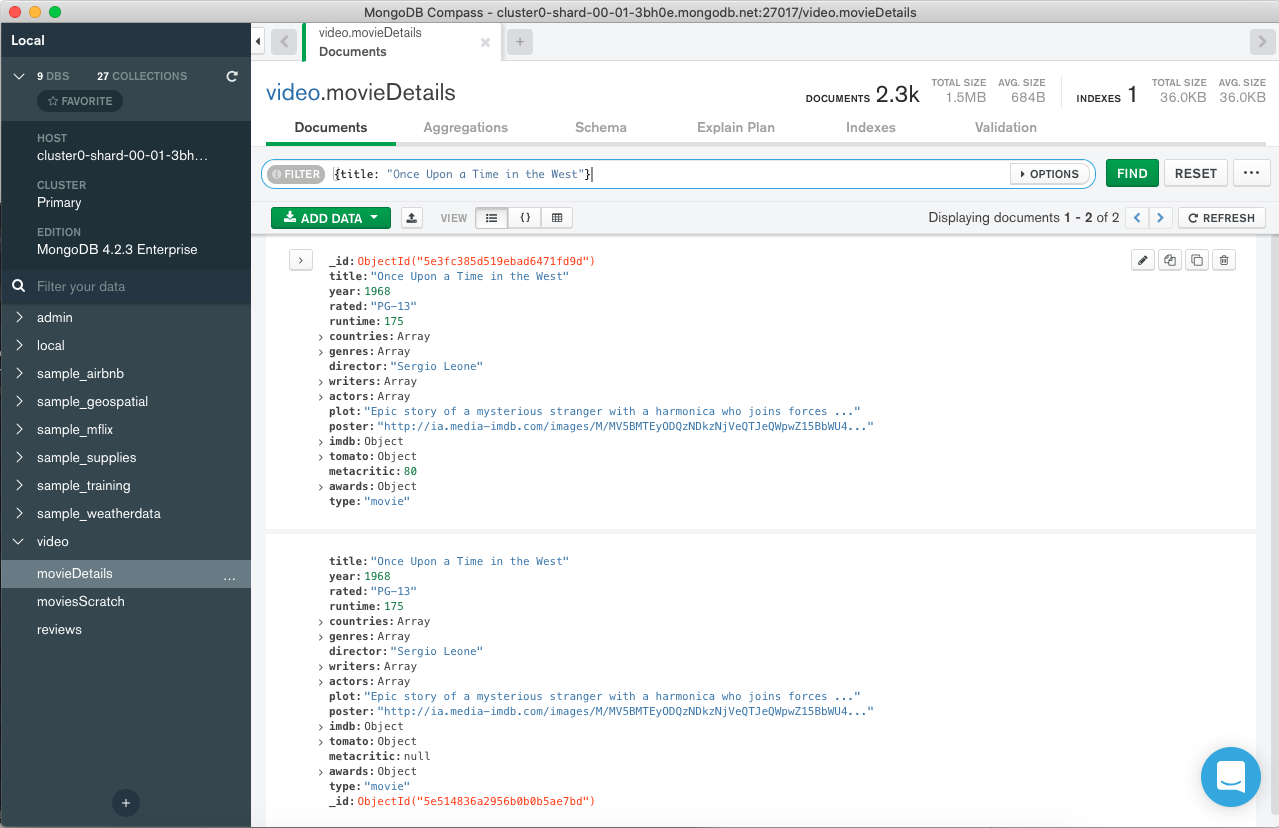 MongoDB Compass - cluster0-shard-00-01-3bh0e.mongodb.net:27017/video.movieDetails
Local
9 DBS 27 COLLECTIONS
FAVORITE
HOST
cluster0-shard-00-01-3bh...
CLUSTER
Primary
EDITION
MongoDB 4.2.3 Enterprise
Filter your data
admin
local
sample_airbnb
sample_geospatial
sample_mflix
sample_supplies
sample_training
sample_weatherdata
video
movieDetails ...
moviesScratch
reviews
video.movieDetails
Documents
video.movieDetails
DOCUMENTS 2.3k
TOTAL SIZE
1.5MB
AVG. SIZE
684B
INDEXES 1
TOTAL SIZE
36.0KB
AVG. SIZE
36.0KB
Documents Aggregations Schema Explain Plan Indexes Validation
FILTER {title: "Once Upon a Time in the West"} OPTIONS FIND RESET ...
ADD DATA VIEW {} Displaying documents 1 - 2 of 2 REFRESH
_id:ObjectId("5e3fc385d519ebad6471fd9d")
title:"Once Upon a Time in the West"
year:1968
rated:"PG-13"
runtime:175
countries:Array
genres:Array
director:"Sergio Leone"
writers:Array
actors:Array
plot:"Epic story of a mysterious stranger with a harmonica who joins forces ..."
poster:"http://ia.media-imdb.com/images/M/MV5BMTEyODQzNDkzNjVeQTJeQWpwZ15BbWU4..."
imdb:Object
tomato:Object
metacritic:80
awards:Object
type:"movie"
title:"Once Upon a Time in the West"
year:1968
rated:"PG-13"
runtime:175
countries:Array
genres:Array
director:"Sergio Leone"
writers:Array
actors:Array
plot:"Epic story of a mysterious stranger with a harmonica who joins forces ..."
poster:"http://ia.media-imdb.com/images/M/MV5BMTEyODQzNDkzNjVeQTJeQWpwZ15BbWU4..."
imdb:Object
tomato:Object
metacritic:null
awards:Object
type:"movie"
_id:ObjectId("5e514836a2956b0b0b5ae7bd")